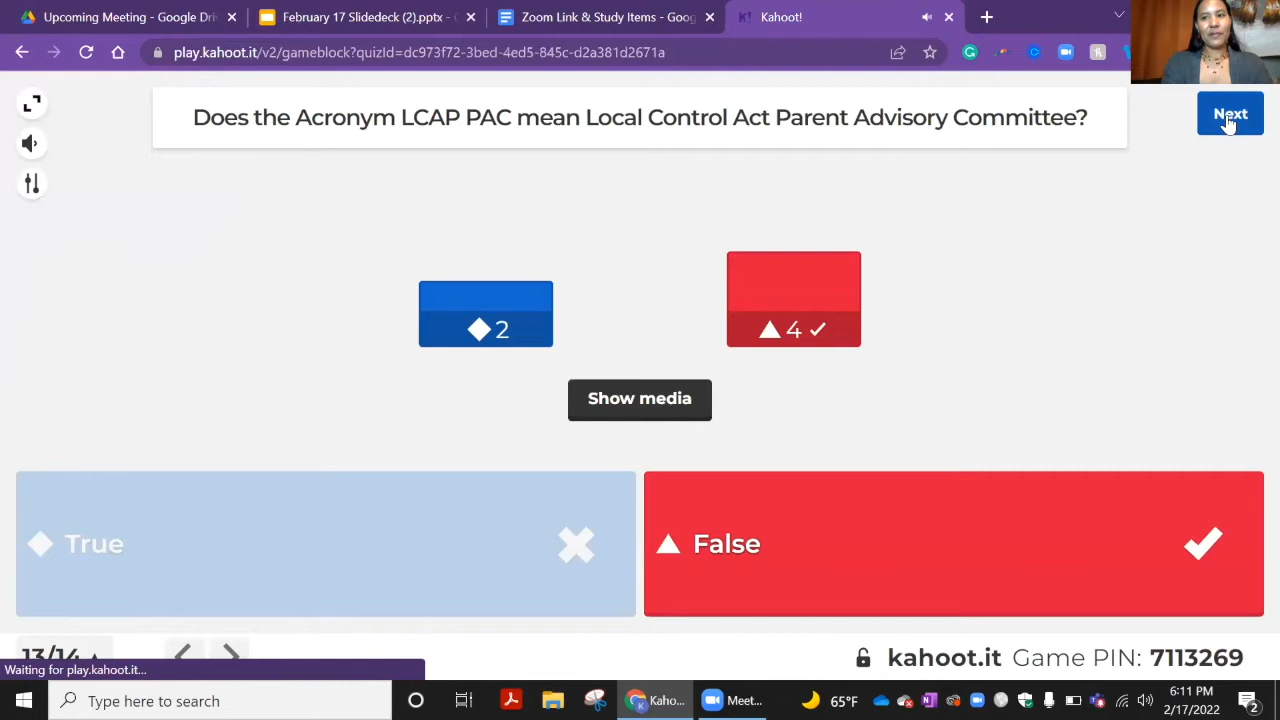 Upcoming Meeting - Google Dri
February 17 Slidedeck (2).pptx - G
Zoom Link & Study Items - Goog
K! Kahoot!
play.kahoot.it/v2/gameblock?quizId=dc973f72-3bed-4ed5-845c-d2a381d2671a
Does the Acronym LCAP PAC mean Local Control Act Parent Advisory Committee?
Next
2
4
Show media
True
False
13/14
kahoot.it Game PIN: 7113269
Waiting for play.kahoot.it...
Type here to search
Kaho...
Meet...
65°F
6:11 PM
2/17/2022
2